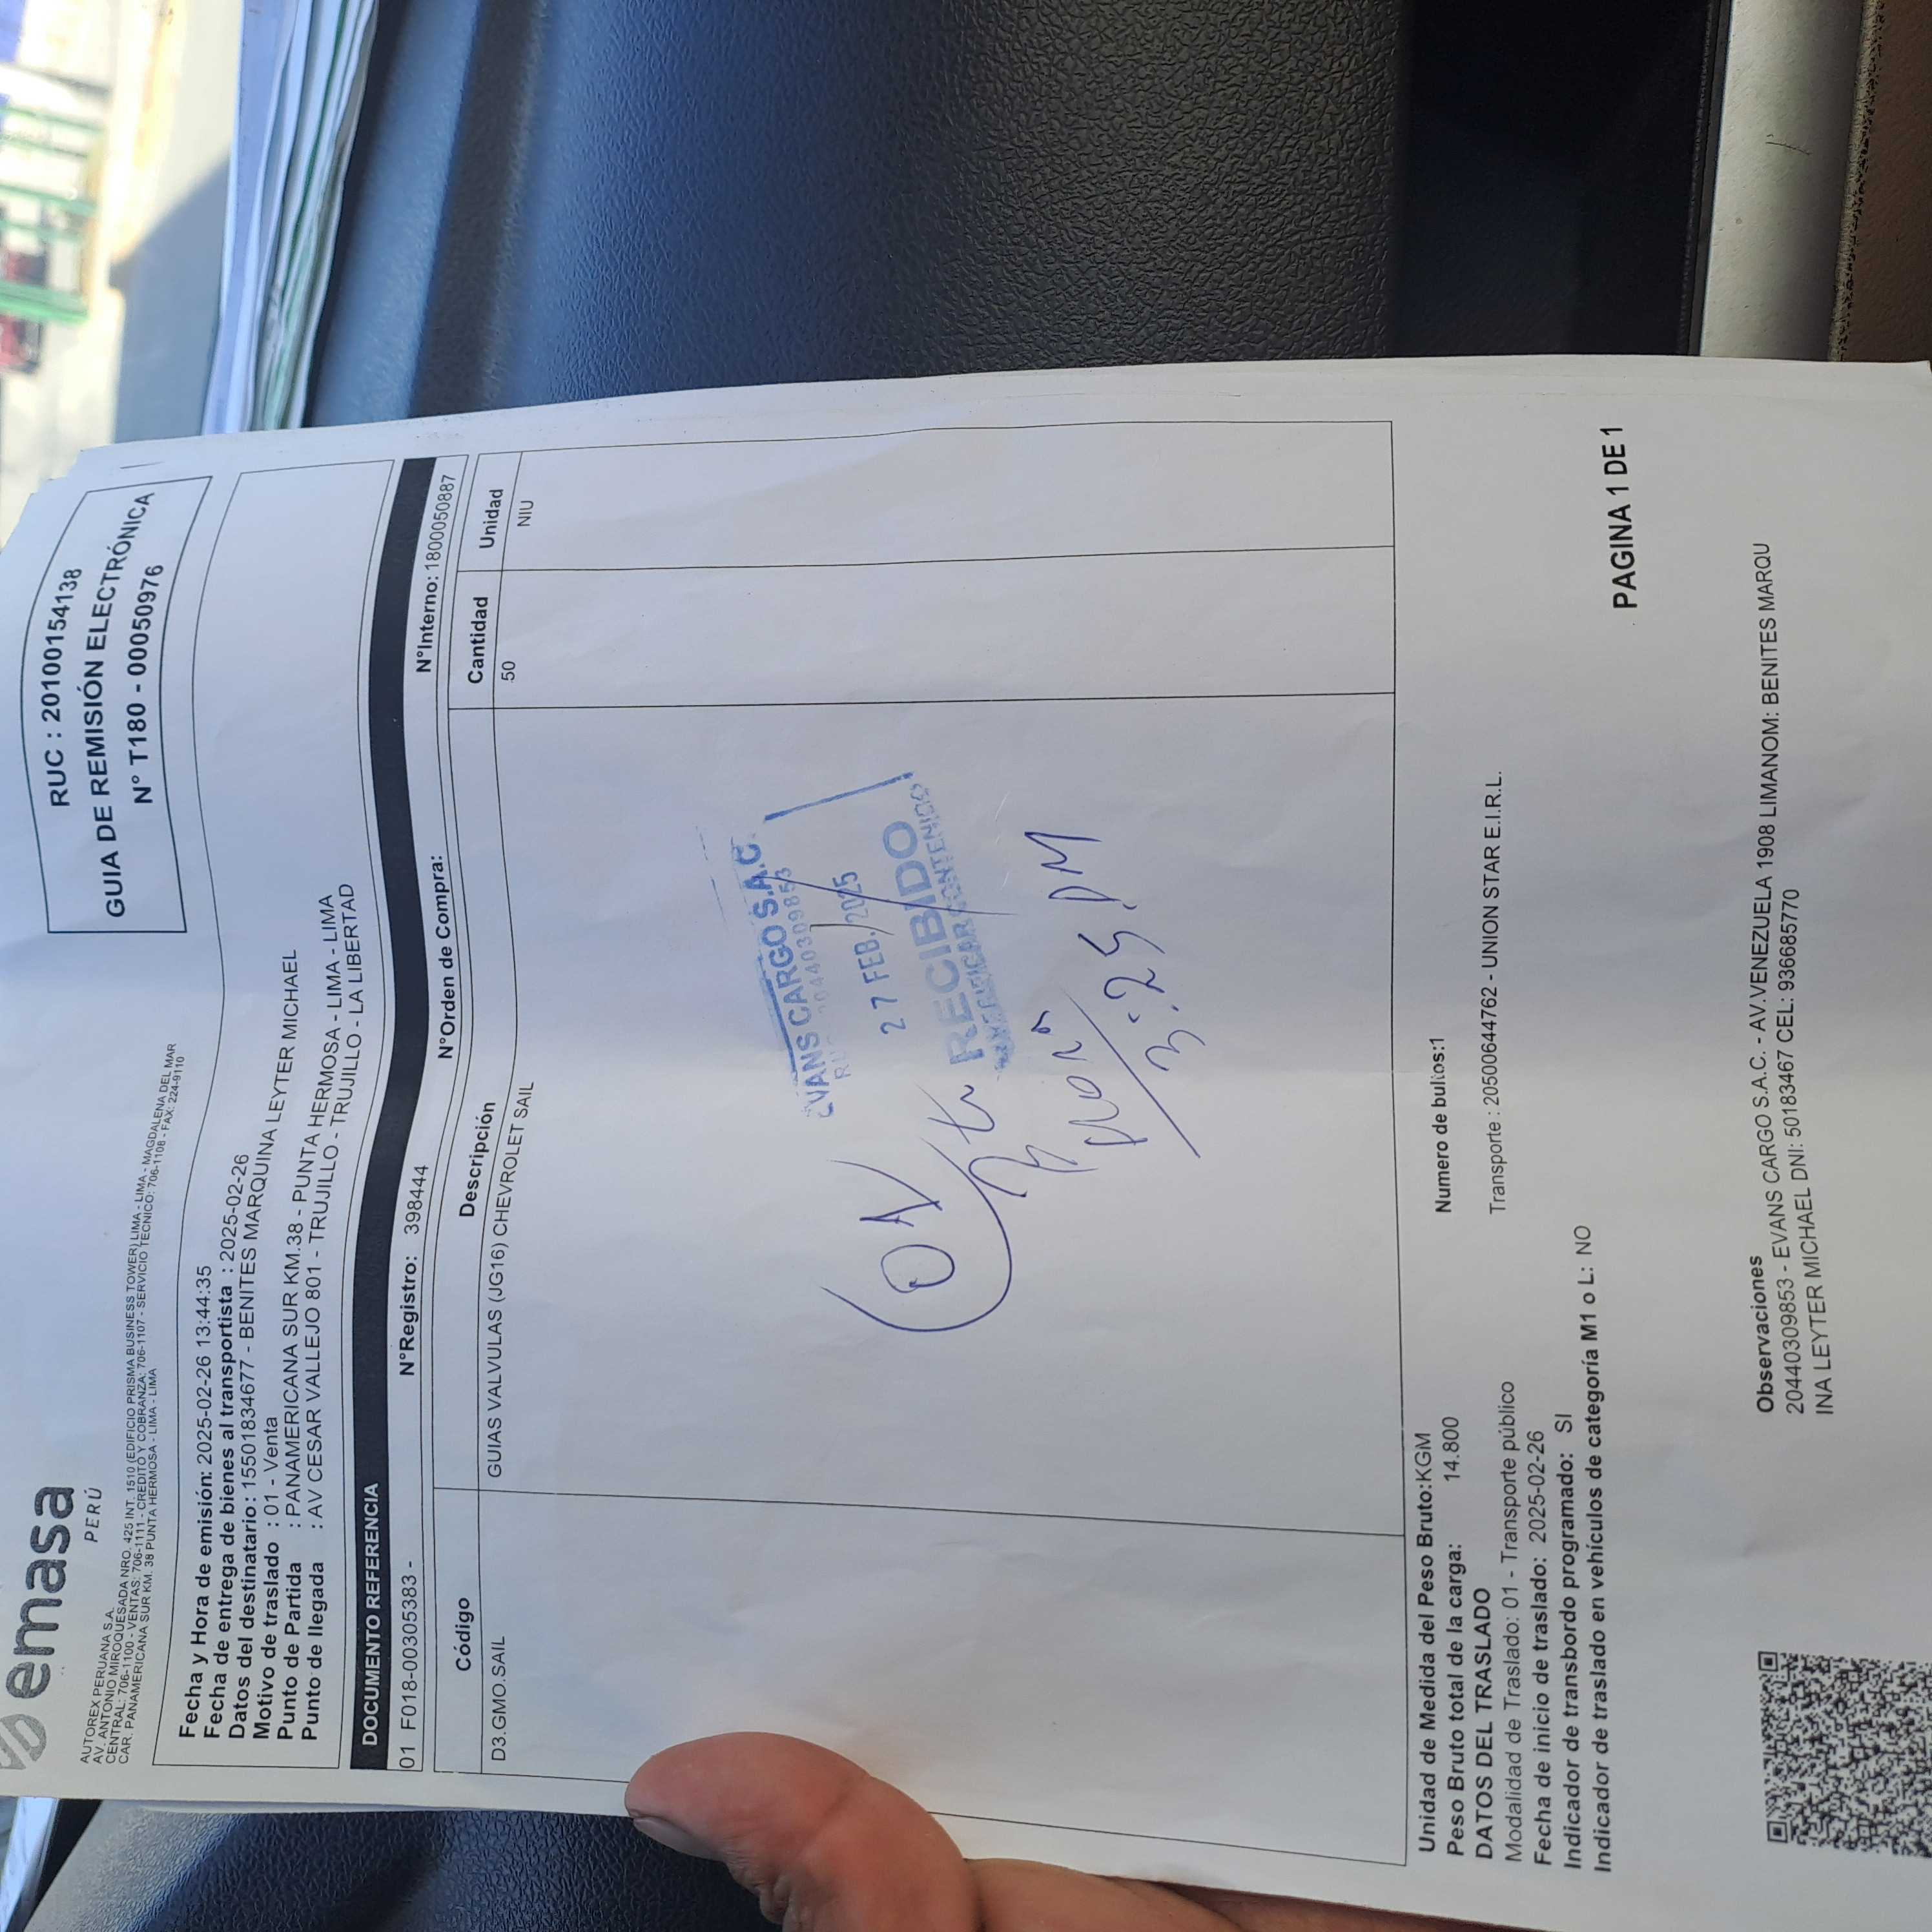 emasa
PERÚ
AUTOREX PERUANA S.A.
AV. ANTONIO MIROQUESADA NRO. 425 INT. 1510 (EDIFICIO PRISMA BUSINESS TOWER) LIMA - LIMA - MAGDALENA DEL MAR
CENTRAL: 706-1100 - VENTAS: 706-111 - CREDITO Y COBRANZA: 706-1107 - SERVICIO TECNICO: 706-1108 - FAX: 224-9110
CAR. PANAMERICANA SUR KM. 38 PUNTA HERMOSA - LIMA - LIMA
RUC : 20100154138
GUIA DE REMISIÓN ELECTRÓNICA
N° T180 - 00050976
Fecha y Hora de emisión: 2025-02-26 13:44:35
Fecha de entrega de bienes al transportista : 2025-02-26
Datos del destinatario : 15501834677 - BENITES MARQUINA LEYTER MICHAEL
Motivo de traslado : 01 - Venta
Punto de Partida : PANAMERICANA SUR KM.38 - PUNTA HERMOSA - LIMA - LIMA
Punto de llegada : AV CESAR VALLEJO 801 - TRUJILLO - TRUJILLO - LA LIBERTAD
DOCUMENTO REFERENCIA
01 F018-00305383 - N°Registro: 398444 N°Orden de Compra: N°Interno: 1800050887
Código Descripción Cantidad Unidad
D3.GMO.SAIL GUIAS VALVULAS (JG16) CHEVROLET SAIL 50 NIU
EVANS CARGO S.A.C.
RUC 20440309853
27 FEB. 2025
RECIBIDO
3:25 PM
Unidad de Medida del Peso Bruto:KGM Numero de bultos:1
Peso Bruto total de la carga: 14.800
DATOS DEL TRASLADO
Modalidad de Traslado: 01 - Transporte público Transporte : 20500644762 - UNION STAR E.I.R.L.
Fecha de inicio de traslado: 2025-02-26
Indicador de transbordo programado: SI
Indicador de traslado en vehículos de categoría M1 o L: NO
PAGINA 1 DE 1
Observaciones
20440309853 - EVANS CARGO S.A.C. - AV.VENEZUELA 1908 LIMANOM: BENITES MARQU
INA LEYTER MICHAEL DNI: 50183467 CEL: 936685770